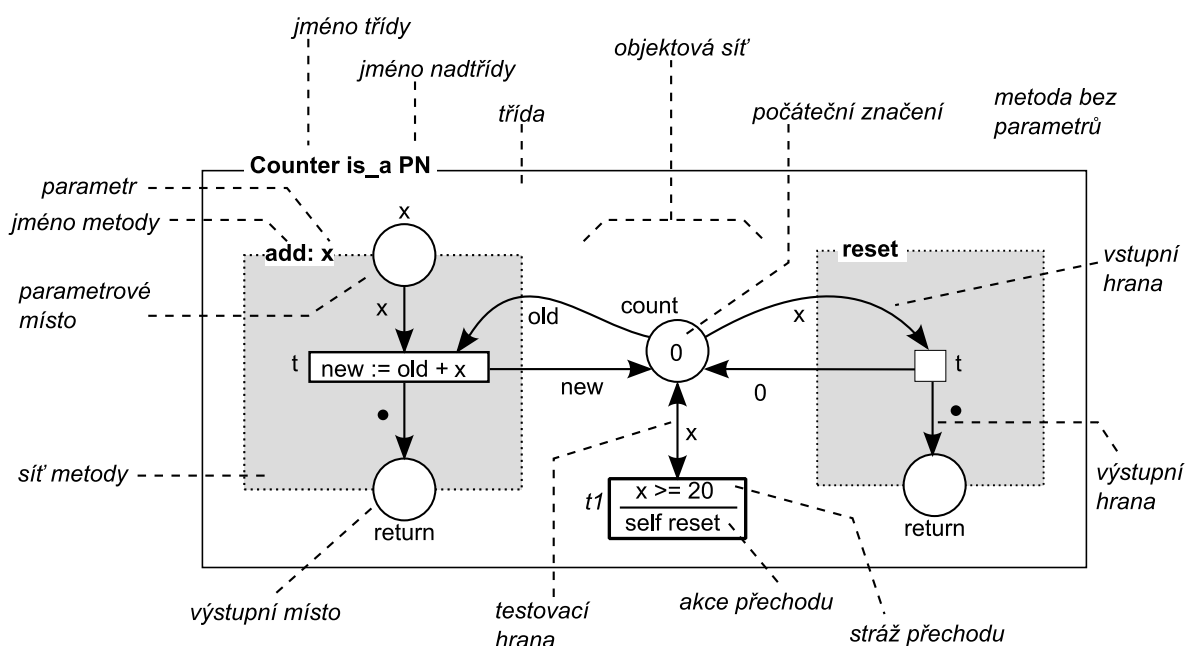 jméno třídy
objektová síť
jméno nadtřídy
třída
počáteční značení
metoda bez
parametrů
Counter is_a PN
parametr
jméno metody
x
add: x
reset
vstupní
hrana
parametrové
místo
x
old
count
x
0
t
new := old + x
new
0
t
•
•
x
síť metody
výstupní
hrana
t1
x >= 20
self reset
return
return
výstupní místo
testovací
hrana
akce přechodu
stráž přechodu